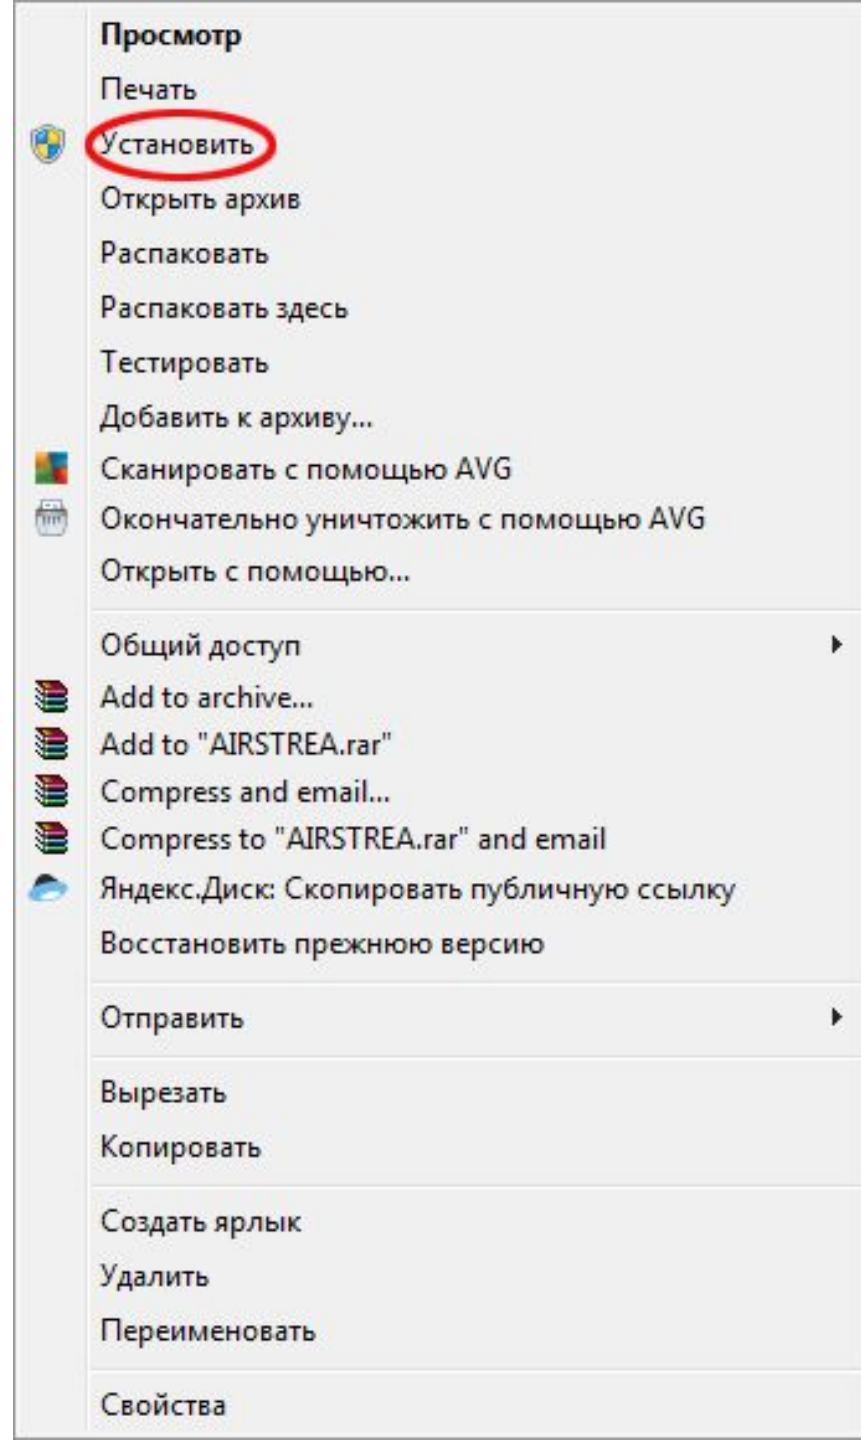 Просмотр
Печать
Установить
Открыть архив
Распаковать
Распаковать здесь
Тестировать
Добавить к архиву...
Сканировать с помощью AVG
Окончательно уничтожить с помощью AVG
Открыть с помощью...
Общий доступ
Add to archive...
Add to "AIRSTREA.rar"
Compress and email...
Compress to "AIRSTREA.rar" and email
Яндекс.Диск: Скопировать публичную ссылку
Восстановить прежнюю версию
Отправить
Вырезать
Копировать
Создать ярлык
Удалить
Переименовать
Свойства